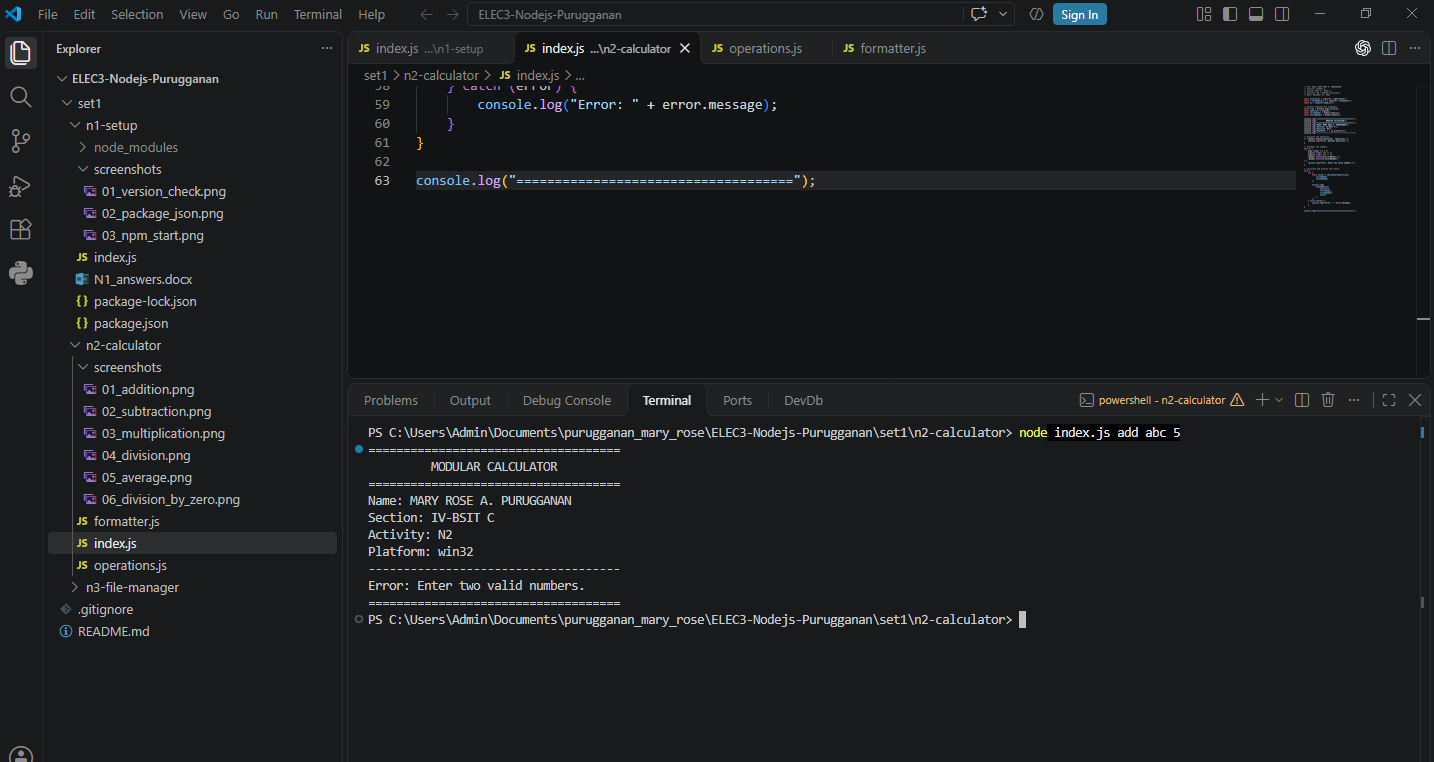 File Edit Selection View Go Run Terminal Help
ELEC3-Nodejs-Purugganan
Sign In
Explorer
ELEC3-Nodejs-Purugganan
set1
n1-setup
node_modules
screenshots
01_version_check.png
02_package_json.png
03_npm_start.png
JS index.js
N1_answers.docx
{} package-lock.json
{} package.json
n2-calculator
screenshots
01_addition.png
02_subtraction.png
03_multiplication.png
04_division.png
05_average.png
06_division_by_zero.png
JS formatter.js
JS index.js
JS operations.js
n3-file-manager
.gitignore
README.md
JS index.js ...\n1-setup
JS index.js ...\n2-calculator
JS operations.js
JS formatter.js
set1 > n2-calculator > JS index.js > ...
58 } catch (error) {
59 console.log("Error: " + error.message);
60 }
61 }
62
63 console.log("====================================");
Problems Output Debug Console Terminal Ports DevDb
powershell - n2-calculator
PS C:\Users\Admin\Documents\purugganan_mary_rose\ELEC3-Nodejs-Purugganan\set1\n2-calculator> node index.js add abc 5
===================================
MODULAR CALCULATOR
===================================
Name: MARY ROSE A. PURUGGANAN
Section: IV-BSIT C
Activity: N2
Platform: win32
-----------------------------------
Error: Enter two valid numbers.
===================================
PS C:\Users\Admin\Documents\purugganan_mary_rose\ELEC3-Nodejs-Purugganan\set1\n2-calculator>